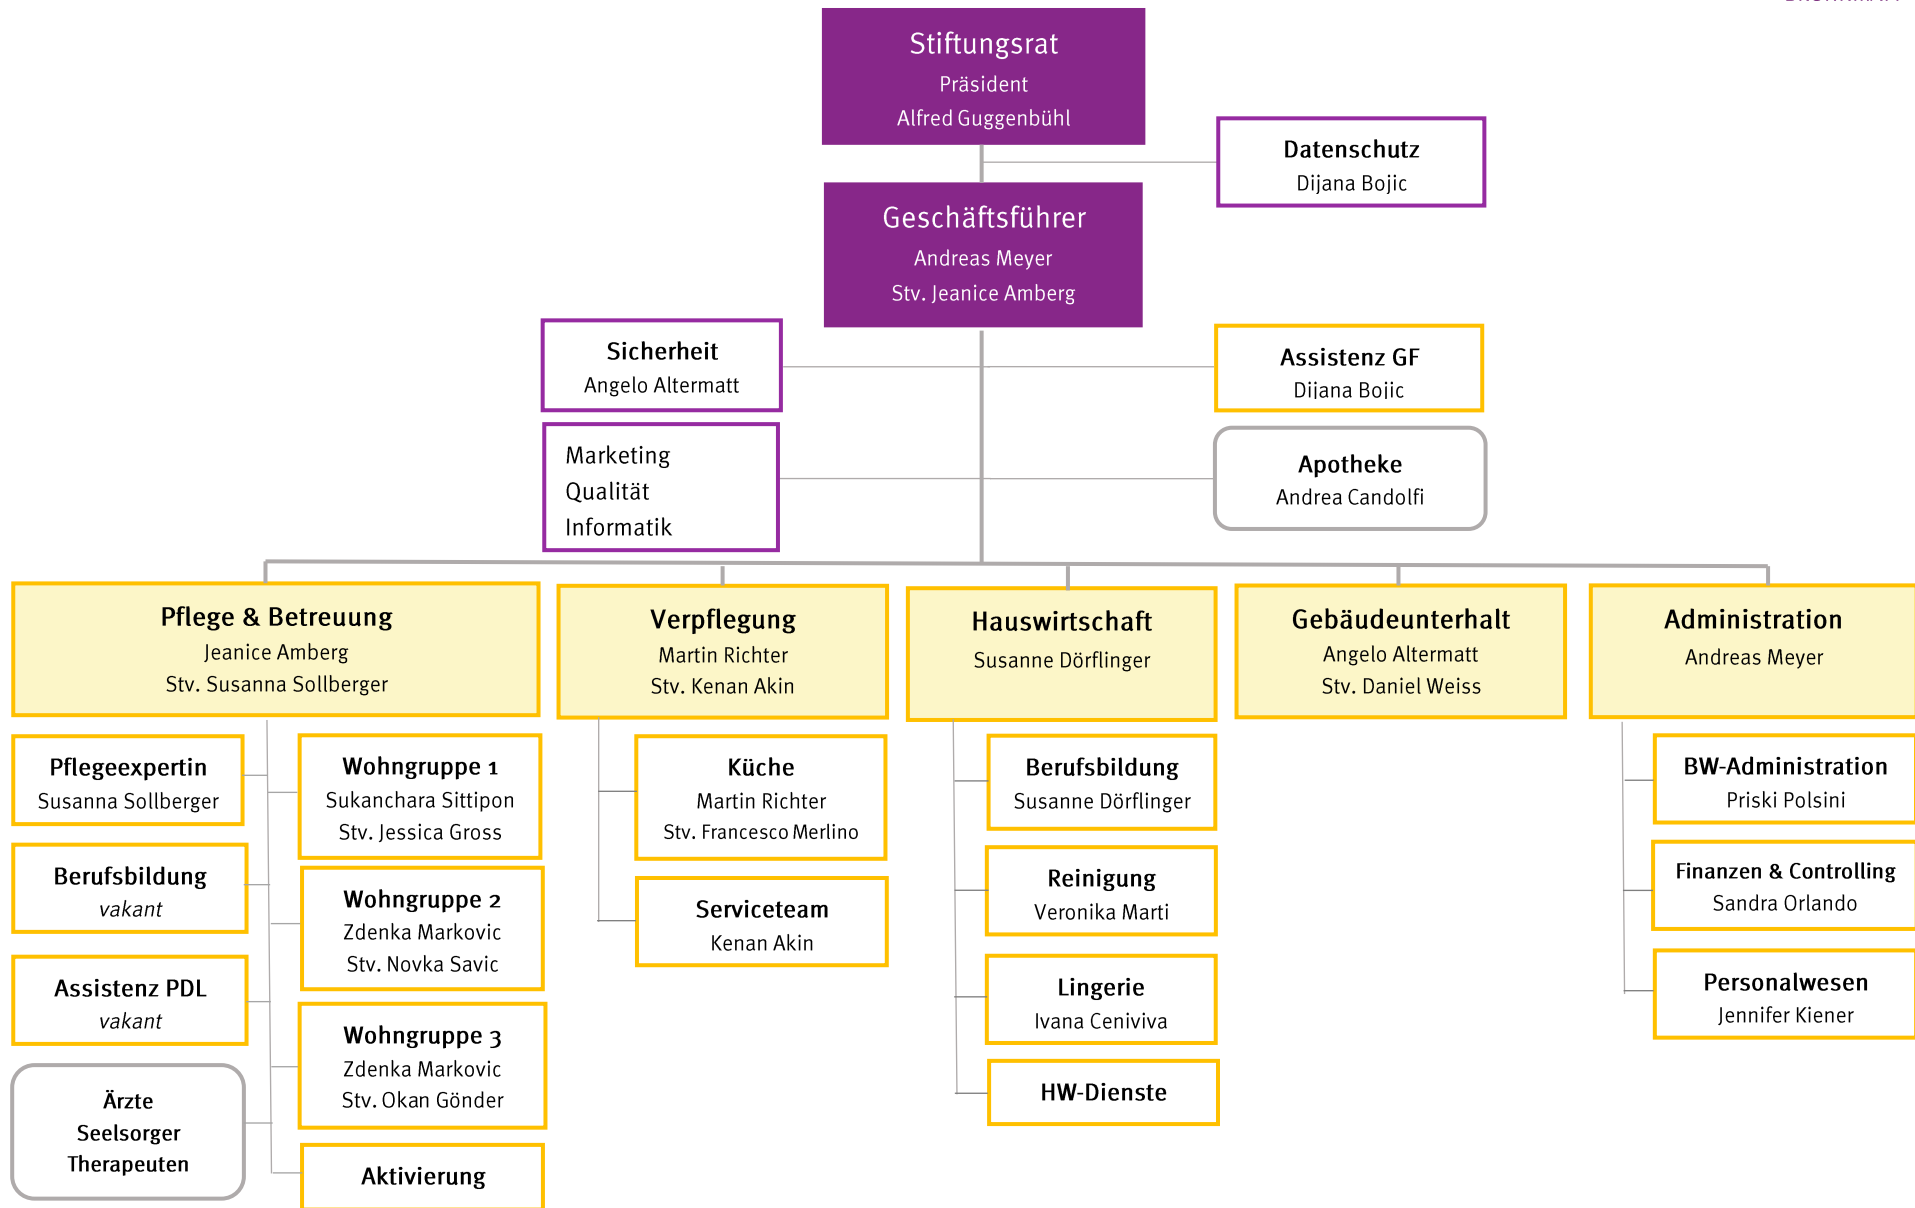 Stiftungsrat
Präsident
Alfred Guggenbühl
Datenschutz
Dijana Bojic
Geschäftsführer
Andreas Meyer
Stv. Jeanice Amberg
Sicherheit
Angelo Altermatt
Assistenz GF
Dijana Bojic
Marketing
Qualität
Informatik
Apotheke
Andrea Candolfi
Pflege & Betreuung
Jeanice Amberg
Stv. Susanna Sollberger
Verpflegung
Martin Richter
Stv. Kenan Akin
Hauswirtschaft
Susanne Dörflinger
Gebäudeunterhalt
Angelo Altermatt
Stv. Daniel Weiss
Administration
Andreas Meyer
Pflegeexpertin
Susanna Sollberger
Berufsbildung
vakant
Assistenz PDL
vakant
Ärzte
Seelsorger
Therapeuten
Wohngruppe 1
Sukanchara Sittipon
Stv. Jessica Gross
Wohngruppe 2
Zdenka Markovic
Stv. Novka Savic
Wohngruppe 3
Zdenka Markovic
Stv. Okan Gönder
Aktivierung
Küche
Martin Richter
Stv. Francesco Merlino
Serviceteam
Kenan Akin
Berufsbildung
Susanne Dörflinger
Reinigung
Veronika Marti
Lingerie
Ivana Ceniviva
HW-Dienste
BW-Administration
Priski Polsini
Finanzen & Controlling
Sandra Orlando
Personalwesen
Jennifer Kiener